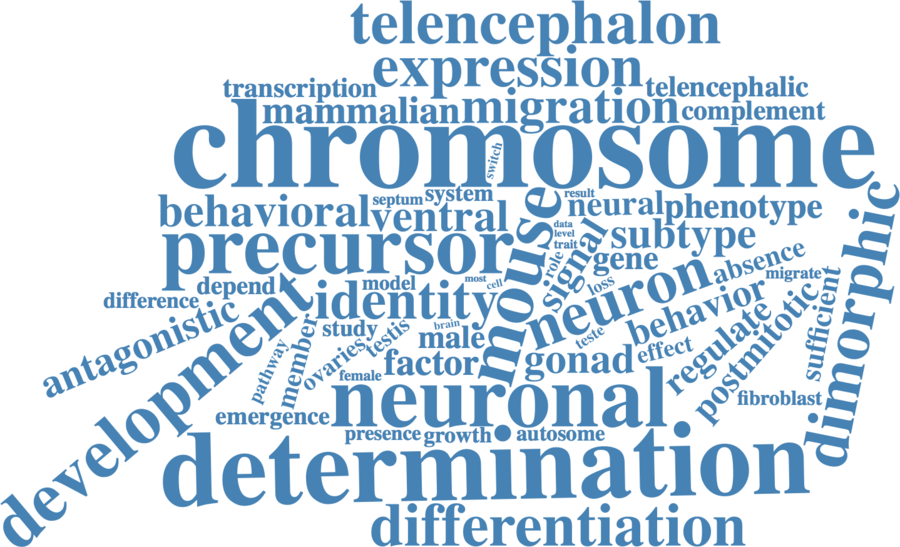 telencephalon
expression
transcription
telencephalic
mammalian
migration
complement
chromosome
switch
septum
system
result
behavioral
ventral
mouse
neural
phenotype
data
level
trait
precursor
signal
subtype
role
gene
neuron
absence
dimorphic
difference
depend
model
most
cell
loss
migrate
identity
antagonistic
development
member
study
brain
testis
male
teste
behavior
regulate
postmitotic
sufficient
pathway
ovaries
factor
gonad
effect
female
neuronal
fibroblast
emergence
presence
growth
autosome
determination
differentiation